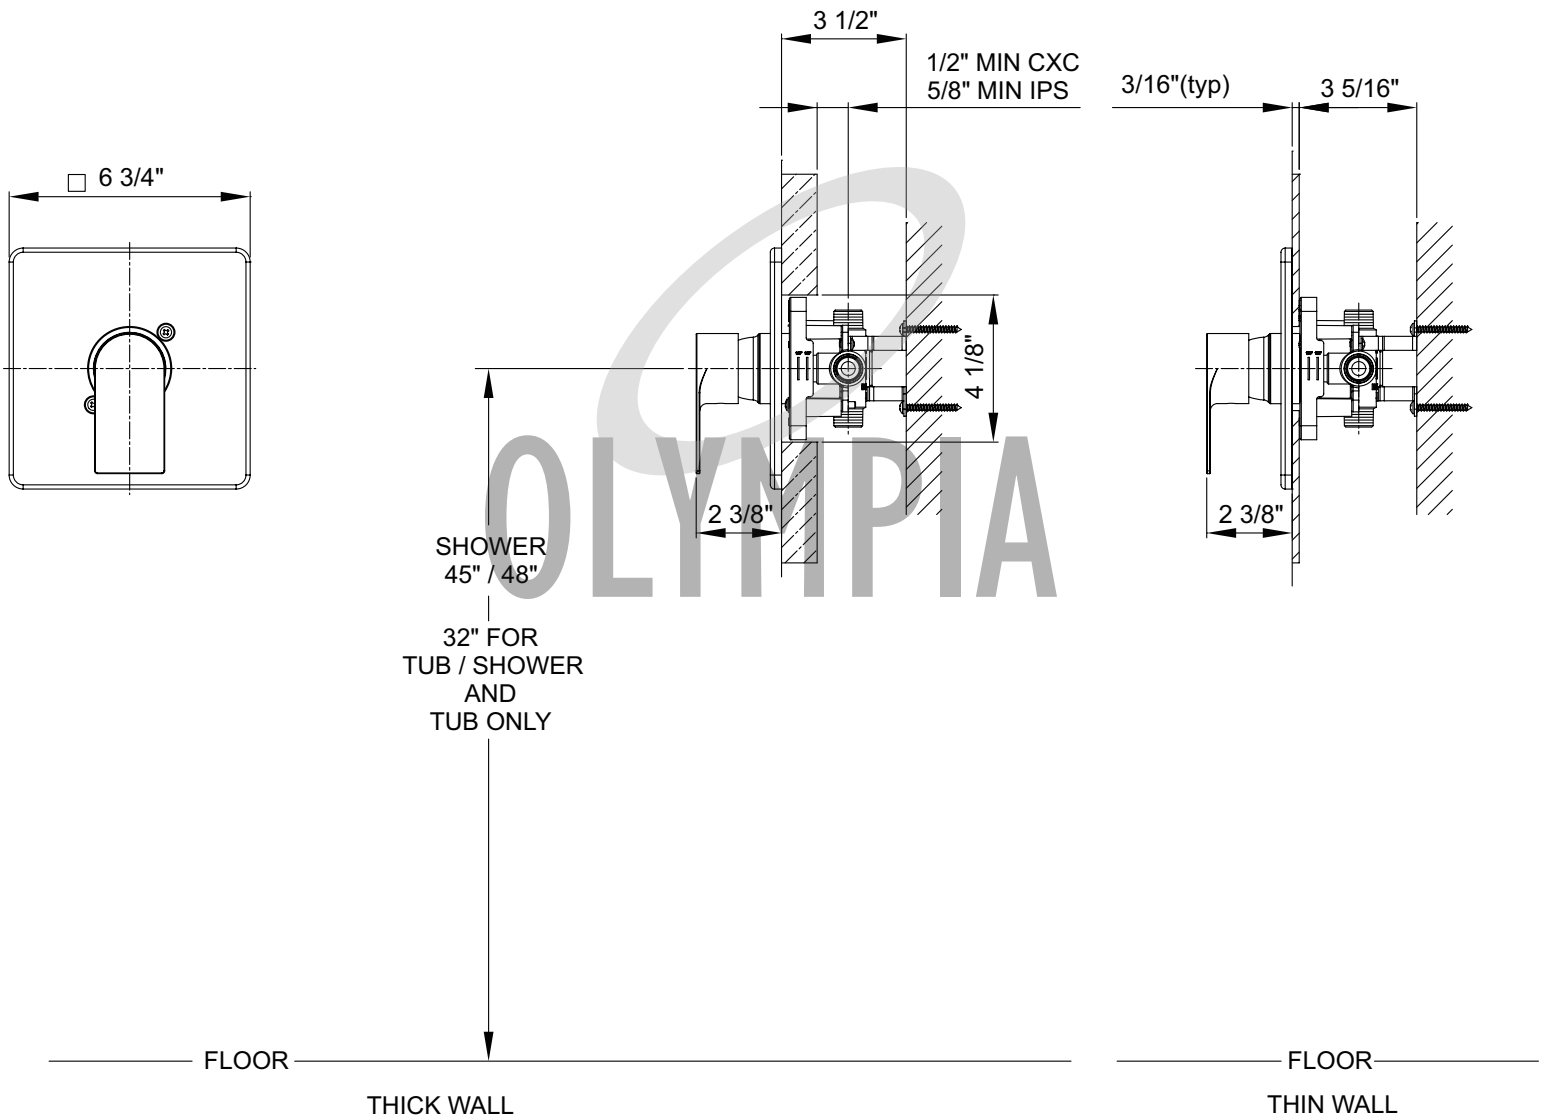 3 1/2"
1/2" MIN CXC
5/8" MIN IPS
3/16"(typ)
3 5/16"
□ 6 3/4"
4 1/8"
OLYMPIA
2 3/8"
2 3/8"
SHOWER
45" / 48"
32" FOR
TUB / SHOWER
AND
TUB ONLY
FLOOR
FLOOR
THICK WALL
THIN WALL